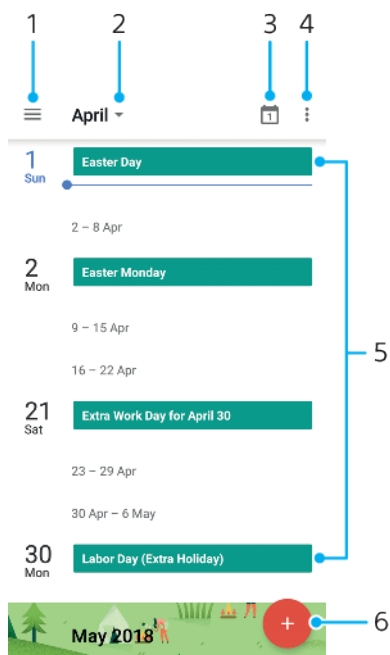 1 2 3 4
April
1
1
Sun
Easter Day
2 – 8 Apr
2
Mon
Easter Monday
9 – 15 Apr
5
16 – 22 Apr
21
Sat
Extra Work Day for April 30
23 – 29 Apr
30 Apr – 6 May
30
Mon
Labor Day (Extra Holiday)
May 2018
+
6